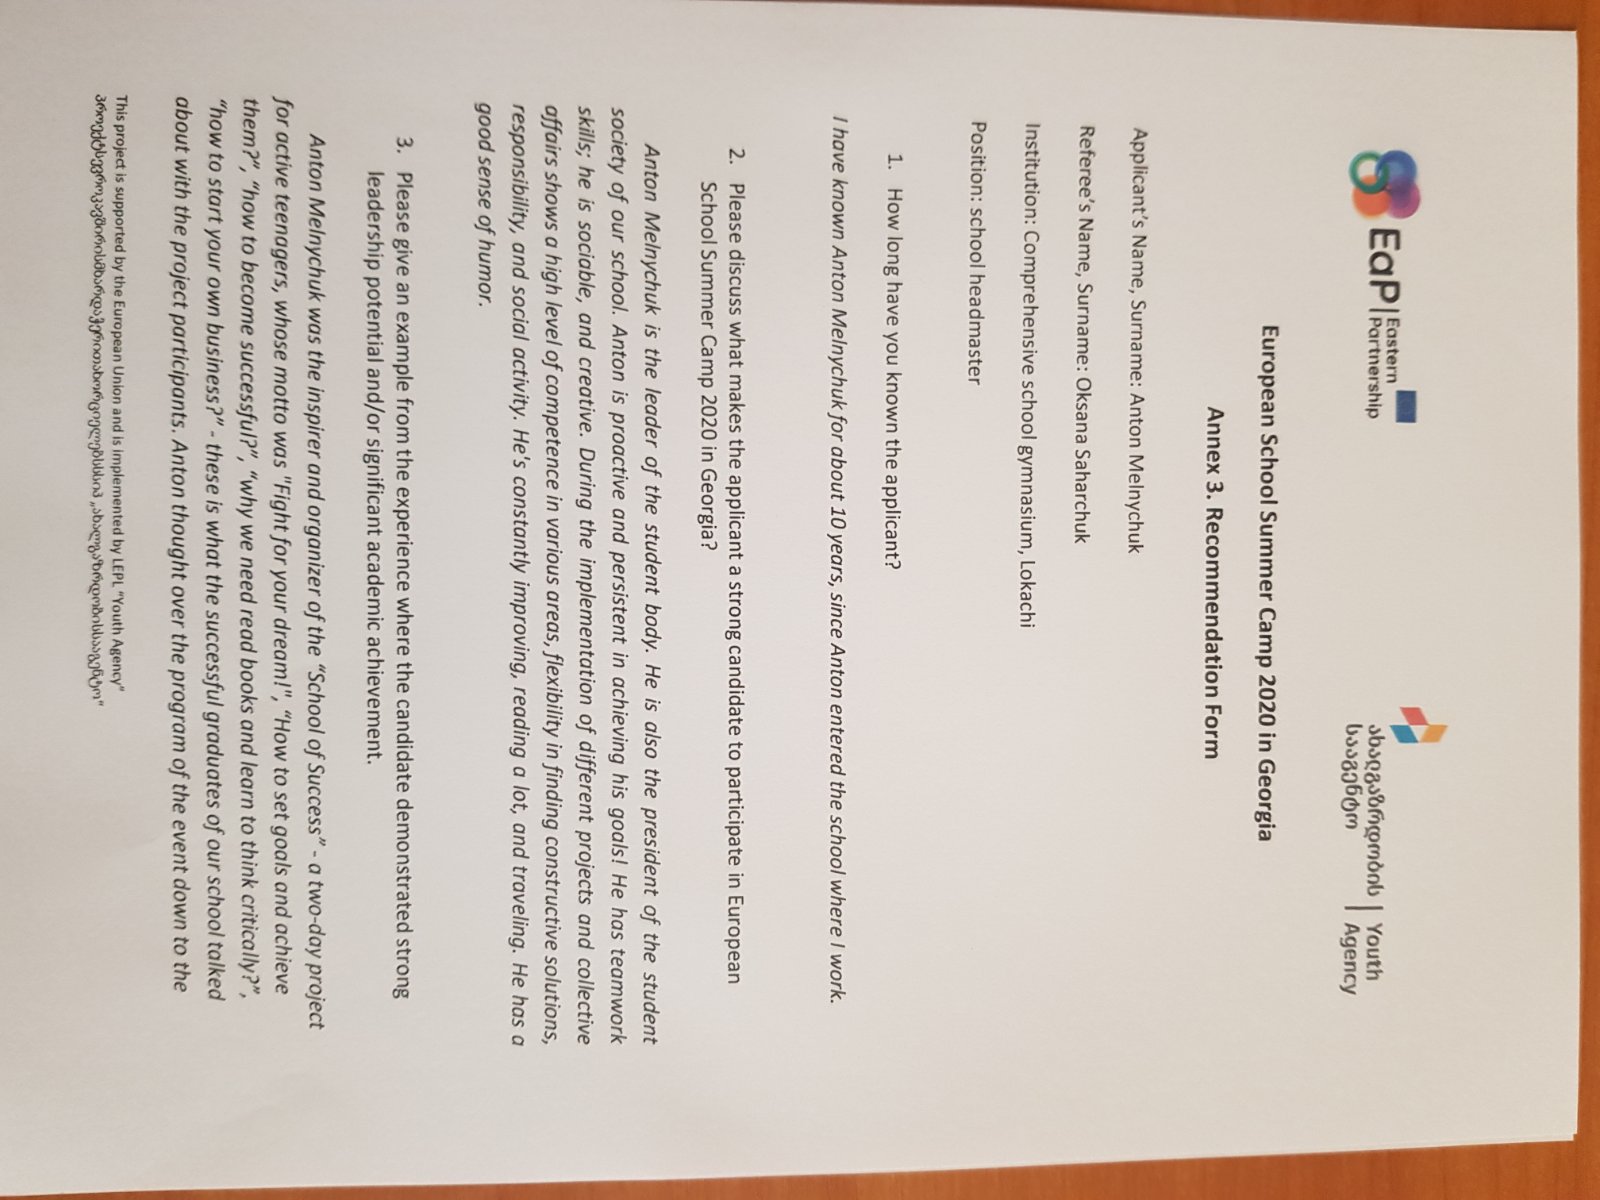 EaP | Eastern
Partnership
ახალგაზრდობის | Youth
სააგენტო | Agency
European School Summer Camp 2020 in Georgia
Annex 3. Recommendation Form
Applicant's Name, Surname: Anton Melnychuk
Referee's Name, Surname: Oksana Saharchuk
Institution: Comprehensive school gymnasium, Lokachi
Position: school headmaster
1. How long have you known the applicant?
I have known Anton Melnychuk for about 10 years, since Anton entered the school where I work.
2. Please discuss what makes the applicant a strong candidate to participate in European
School Summer Camp 2020 in Georgia?
Anton Melnychuk is the leader of the student body. He is also the president of the student
society of our school. Anton is proactive and persistent in achieving his goals! He has teamwork
skills; he is sociable, and creative. During the implementation of different projects and collective
affairs shows a high level of competence in various areas, flexibility in finding constructive solutions,
responsibility, and social activity. He's constantly improving, reading a lot, and traveling. He has a
good sense of humor.
3. Please give an example from the experience where the candidate demonstrated strong
leadership potential and/or significant academic achievement.
Anton Melnychuk was the inspirer and organizer of the "School of Success" - a two-day project
for active teenagers, whose motto was "Fight for your dream!", "How to set goals and achieve
them?", "how to become successful?", "why we need read books and learn to think critically?",
"how to start your own business?" - these is what the successful graduates of our school talked
about with the project participants. Anton thought over the program of the event down to the
This project is supported by the European Union and is implemented by LEPL "Youth Agency"